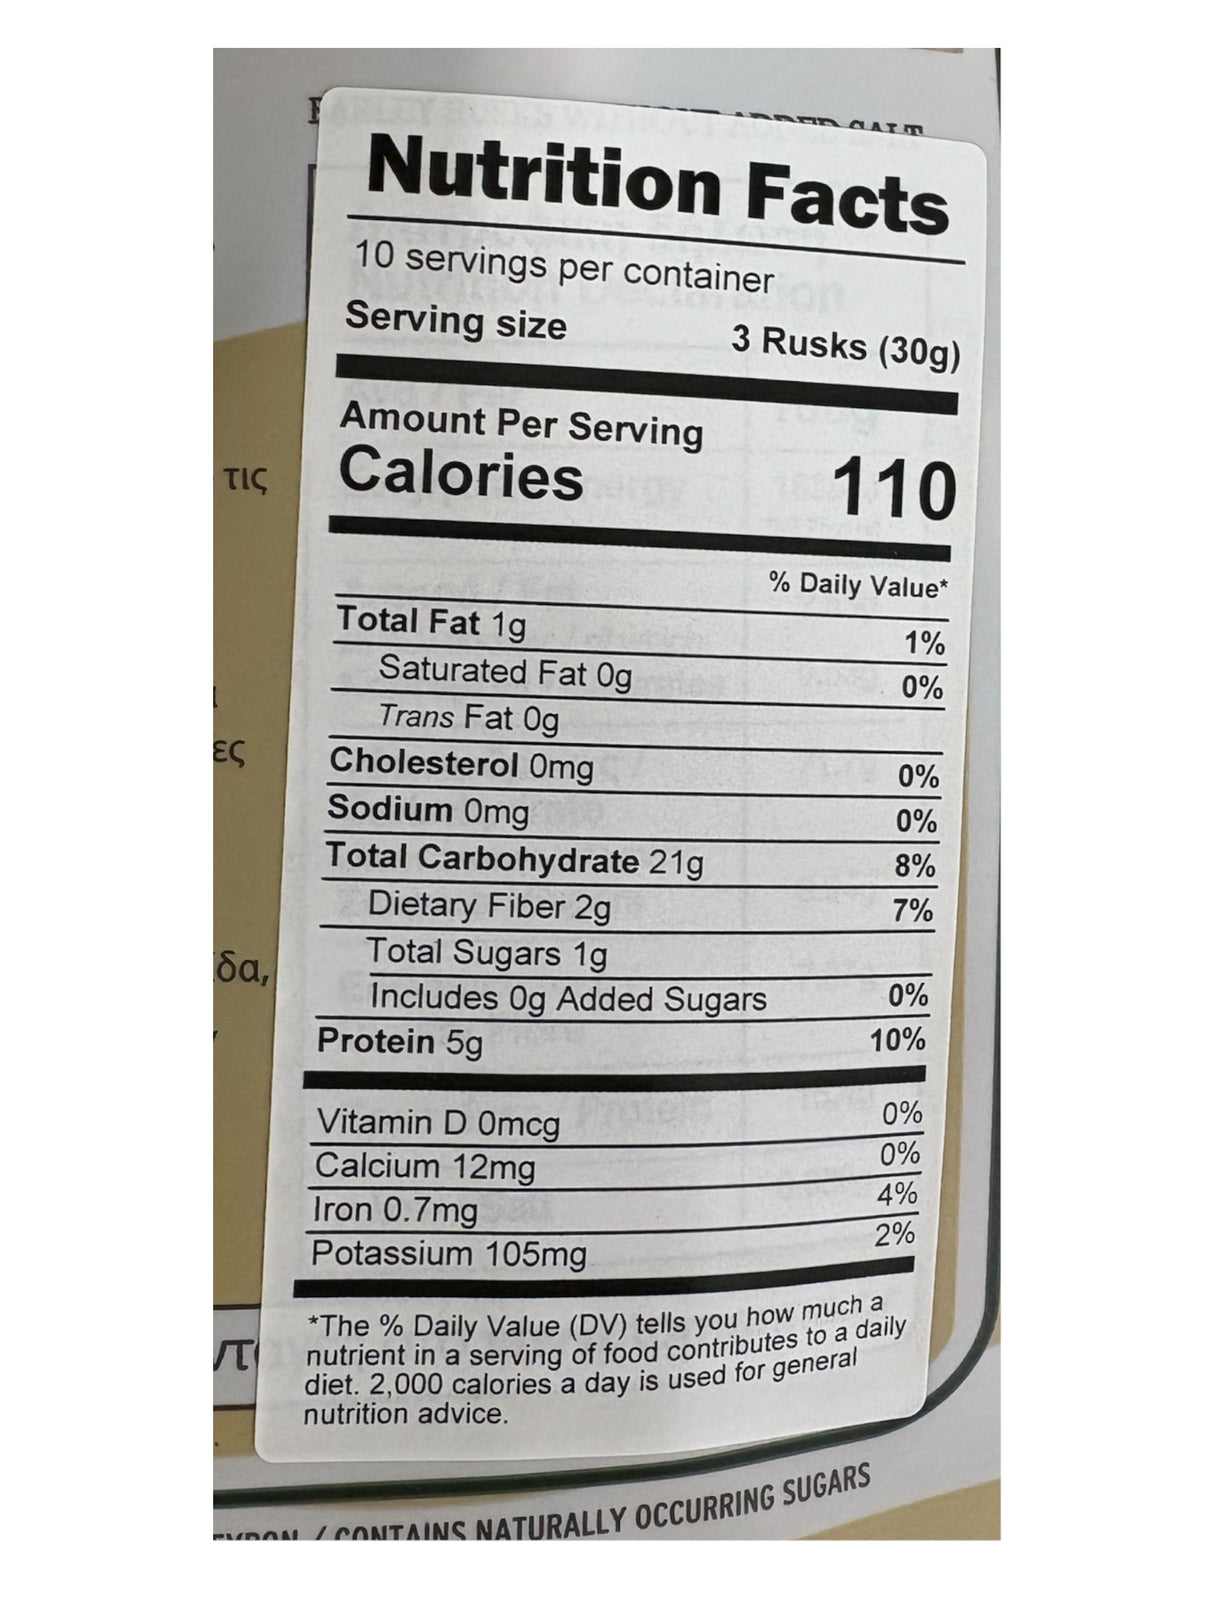 ADDED SALT
Nutrition Facts
10 servings per container
Serving size 3 Rusks (30g)
Amount Per Serving
Calories 110
% Daily Value*
Total Fat 1g 1%
Saturated Fat 0g 0%
Trans Fat 0g
Cholesterol 0mg 0%
Sodium 0mg 0%
Total Carbohydrate 21g 8%
Dietary Fiber 2g 7%
Total Sugars 1g
Includes 0g Added Sugars 0%
Protein 5g 10%
Vitamin D 0mcg 0%
Calcium 12mg 0%
Iron 0.7mg 4%
Potassium 105mg 2%
*The % Daily Value (DV) tells you how much a
nutrient in a serving of food contributes to a daily
diet. 2,000 calories a day is used for general
nutrition advice.
τις
ες
δα,
/ CONTAINS NATURALLY OCCURRING SUGARS